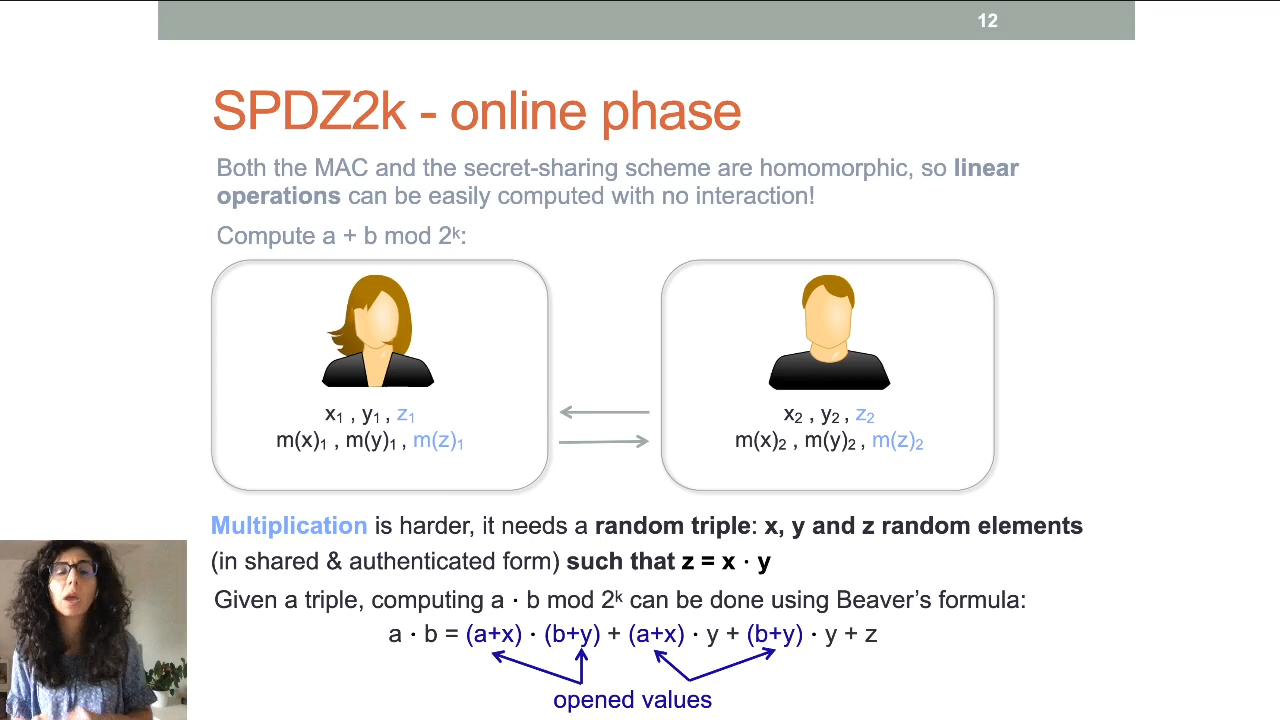 12
SPDZ2k - online phase
Both the MAC and the secret-sharing scheme are homomorphic, so linear
operations can be easily computed with no interaction!
Compute a + b mod 2ᵏ:
x₁ , y₁ , z₁
m(x)₁ , m(y)₁ , m(z)₁
x₂ , y₂ , z₂
m(x)₂ , m(y)₂ , m(z)₂
Multiplication is harder, it needs a random triple: x, y and z random elements
(in shared & authenticated form) such that z = x · y
Given a triple, computing a · b mod 2ᵏ can be done using Beaver's formula:
a · b = (a+x) · (b+y) + (a+x) · y + (b+y) · y + z
opened values